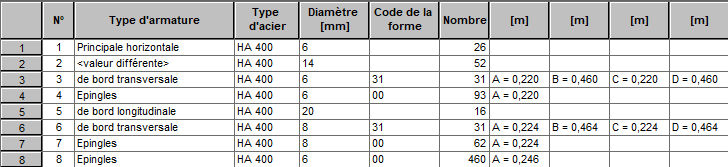 N° Type d'armature Type d'acier Diamètre [mm] Code de la forme Nombre [m] [m] [m] [m]
1 1 Principale horizontale HA 400 6 26
2 2 <valeur différente> HA 400 14 52
3 3 de bord transversale HA 400 6 31 31 A = 0,220 B = 0,460 C = 0,220 D = 0,460
4 4 Epingles HA 400 6 00 93 A = 0,220
5 5 de bord longitudinale HA 400 20 16
6 6 de bord transversale HA 400 8 31 31 A = 0,224 B = 0,464 C = 0,224 D = 0,464
7 7 Epingles HA 400 8 00 62 A = 0,224
8 8 Epingles HA 400 6 00 460 A = 0,246